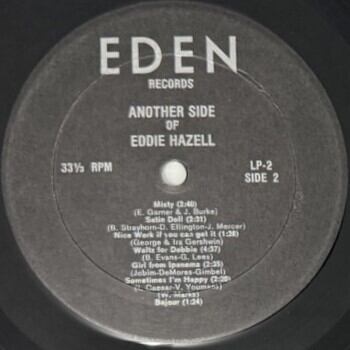 EDEN
RECORDS
ANOTHER SIDE
OF
EDDIE HAZELL
33⅓ RPM
LP-2
SIDE 2
Misty (2:40)
(E. Garner & J. Burke)
Satin Doll (2:31)
(B. Strayhorn-D. Ellington-J. Mercer)
Nice Work if you can get it (1:28)
(George & Ira Gershwin)
Waltz for Debbie (4:37)
(B. Evans-G. Lees)
Girl from Ipanema (2:35)
(Jobim-DeMores-Gimbel)
Sometimes I'm Happy
Caesar-V. Youmans)
(W. Marks)
Bajour (1:24)